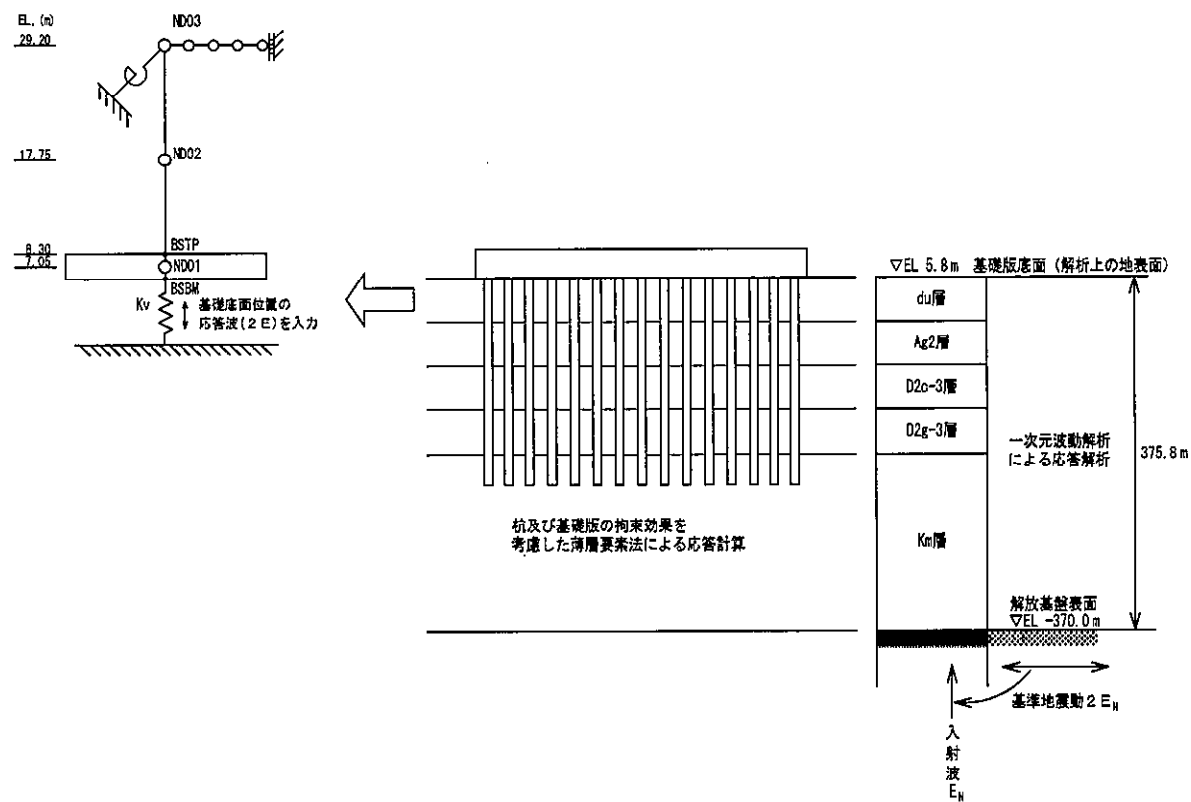 EL.(m)
ND03
29.20
17.75
ND02
8.30
BSTP
7.05
ND01
BSBM
Kv
基礎底面位置の
応答波(2E)を入力
▽EL 5.8m 基礎版底面（解析上の地表面）
du層
Ag2層
D2c-3層
D2g-3層
一次元波動解析
による応答解析
375.8m
杭及び基礎版の拘束効果を
考慮した薄層要素法による応答計算
Km層
解放基盤表面
▽EL -370.0m
基準地震動2EN
入
射
波
EN